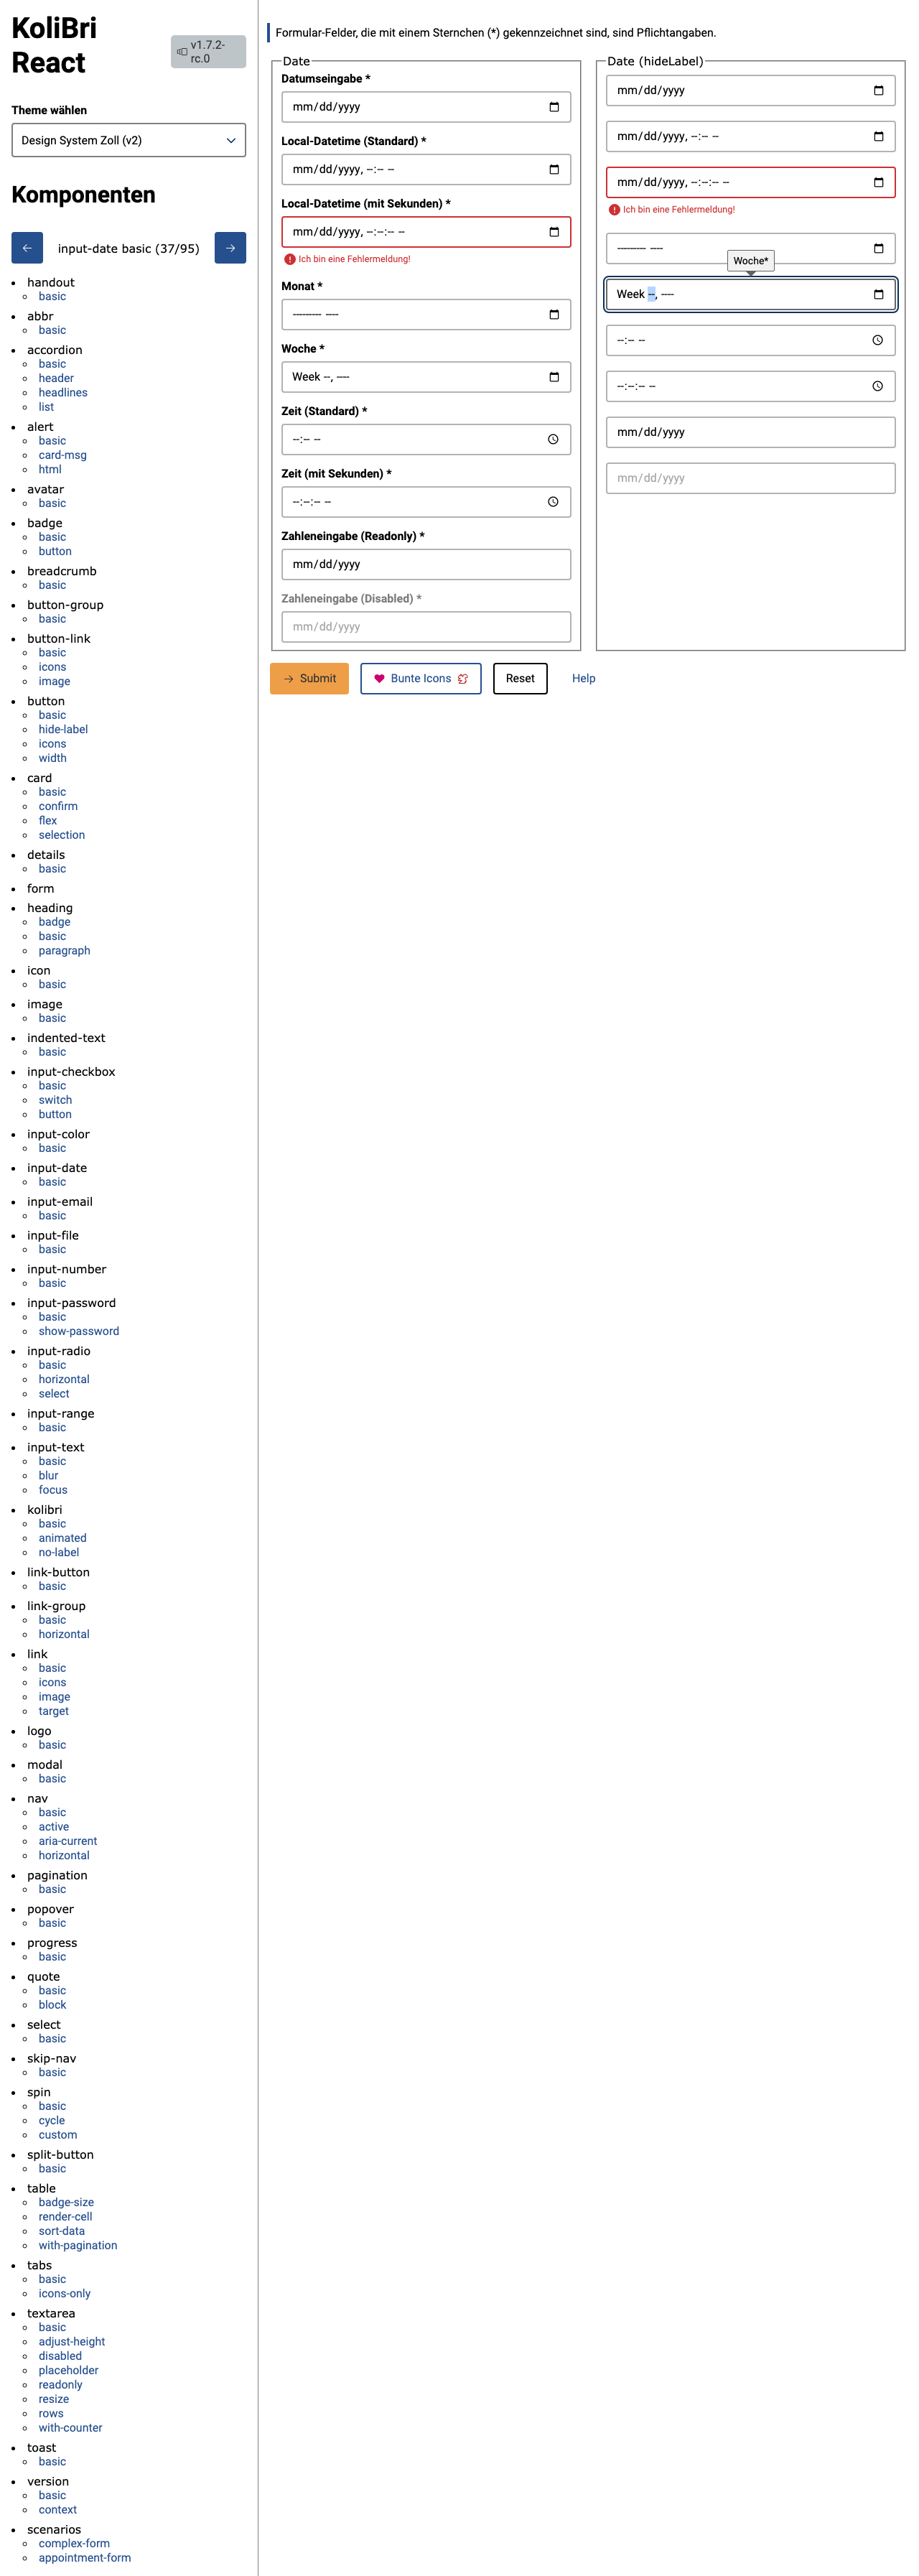 KoliBri
React
v1.7.2-
rc.0
Theme wählen
Design System Zoll (v2)
Komponenten
input-date basic (37/95)
handout
basic
abbr
basic
accordion
basic
header
headlines
list
alert
basic
card-msg
html
avatar
basic
badge
basic
button
breadcrumb
basic
button-group
basic
button-link
basic
icons
image
button
basic
hide-label
icons
width
card
basic
confirm
flex
selection
details
basic
form
heading
badge
basic
paragraph
icon
basic
image
basic
indented-text
basic
input-checkbox
basic
switch
button
input-color
basic
input-date
basic
input-email
basic
input-file
basic
input-number
basic
input-password
basic
show-password
input-radio
basic
horizontal
select
input-range
basic
input-text
basic
blur
focus
kolibri
basic
animated
no-label
link-button
basic
link-group
basic
horizontal
link
basic
icons
image
target
logo
basic
modal
basic
nav
basic
active
aria-current
horizontal
pagination
basic
popover
basic
progress
basic
quote
basic
block
select
basic
skip-nav
basic
spin
basic
cycle
custom
split-button
basic
table
badge-size
render-cell
sort-data
with-pagination
tabs
basic
icons-only
textarea
basic
adjust-height
disabled
placeholder
readonly
resize
rows
with-counter
toast
basic
version
basic
context
scenarios
complex-form
appointment-form
Formular-Felder, die mit einem Sternchen (*) gekennzeichnet sind, sind Pflichtangaben.
Date
Datumseingabe *
mm/dd/yyyy
Local-Datetime (Standard) *
mm/dd/yyyy, --:-- --
Local-Datetime (mit Sekunden) *
mm/dd/yyyy, --:--:-- --
Ich bin eine Fehlermeldung!
Monat *
--------- ----
Woche *
Week --, ----
Zeit (Standard) *
--:-- --
Zeit (mit Sekunden) *
--:--:-- --
Zahleneingabe (Readonly) *
mm/dd/yyyy
Zahleneingabe (Disabled) *
mm/dd/yyyy
Date (hideLabel)
mm/dd/yyyy
mm/dd/yyyy, --:-- --
mm/dd/yyyy, --:--:-- --
Ich bin eine Fehlermeldung!
--------- ----
Woche*
Week --, ----
--:-- --
--:--:-- --
mm/dd/yyyy
mm/dd/yyyy
Submit
Bunte Icons
Reset
Help